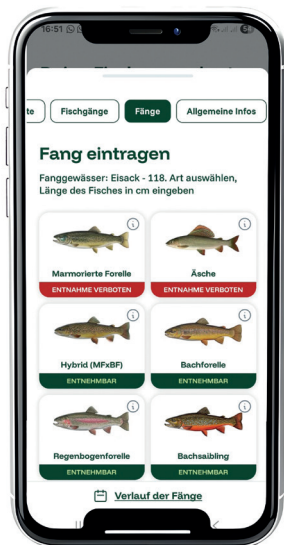 16:51
te
Fischgänge
Fänge
Allgemeine Infos
Fang eintragen
Fanggewässer: Eisack - 118. Art auswählen,
Länge des Fisches in cm eingeben
Marmorierte Forelle
Äsche
ENTNAHME VERBOTEN
ENTNAHME VERBOTEN
Hybrid (MFxBF)
Bachforelle
ENTNEHMBAR
ENTNEHMBAR
Regenbogenforelle
Bachsaibling
ENTNEHMBAR
ENTNEHMBAR
Verlauf der Fänge